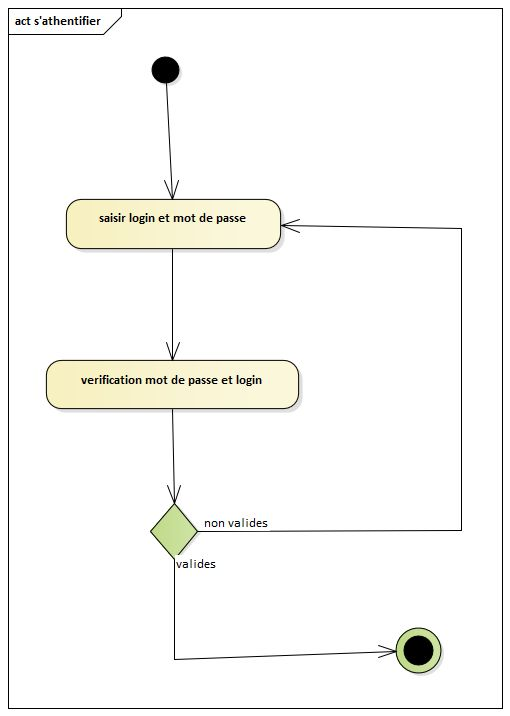 act s'athentifier
saisir login et mot de passe
verification mot de passe et login
non valides
valides